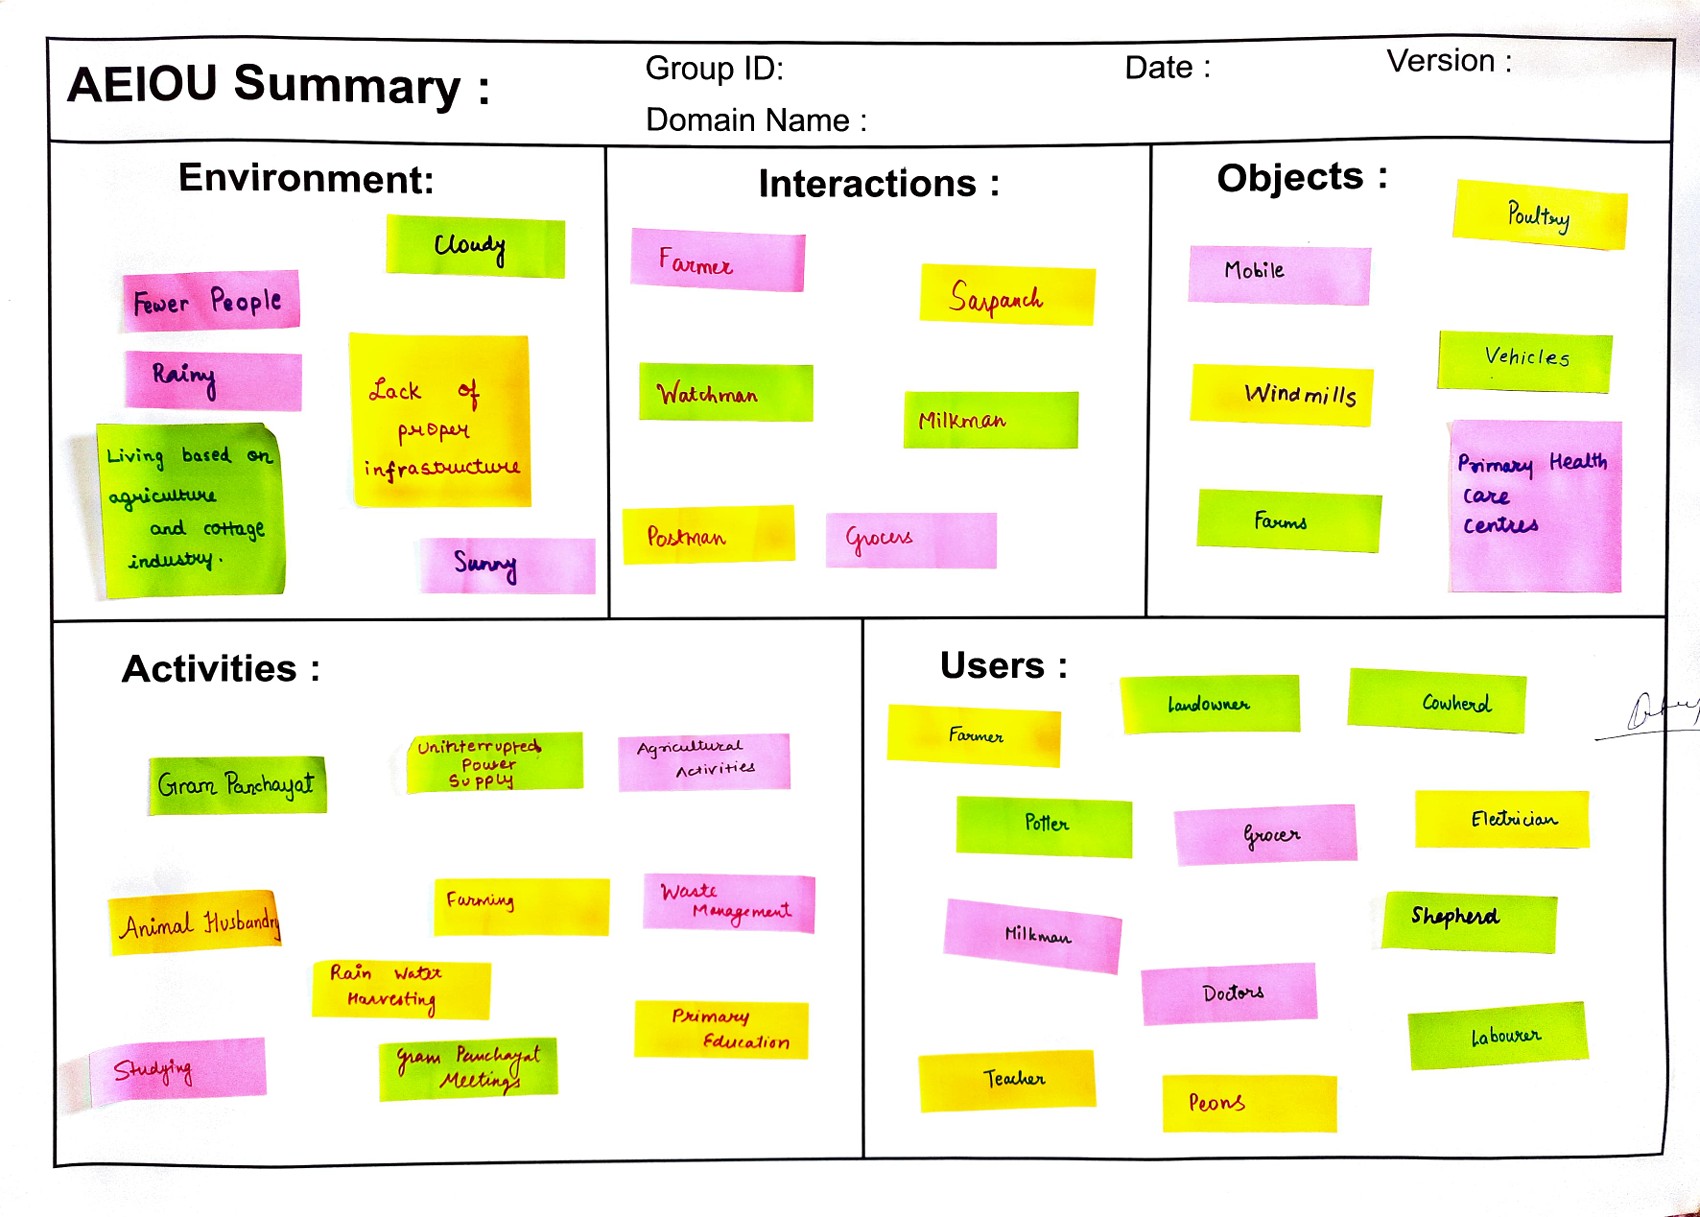 AEIOU Summary :
Group ID:
Date :
Version :
Domain Name :
Environment:
Cloudy
Fewer People
Rainy
Lack of
proper
infrastructure
Living based on
agriculture
and cottage
industry.
Sunny
Interactions :
Farmer
Sarpanch
Watchman
Milkman
Postman
Grocers
Objects :
Poultry
Mobile
Vehicles
Windmills
Primary Health
care
centres
Farms
Activities :
Gram Panchayat
Uninterrupted
Power
Supply
Agricultural
Activities
Animal Husbandry
Farming
Waste
Management
Rain Water
Harvesting
Primary
Education
Studying
Gram Panchayat
Meetings
Users :
Farmer
Landowner
Cowherd
Potter
Grocer
Electrician
Milkman
Shepherd
Doctors
Labourer
Teacher
Peons